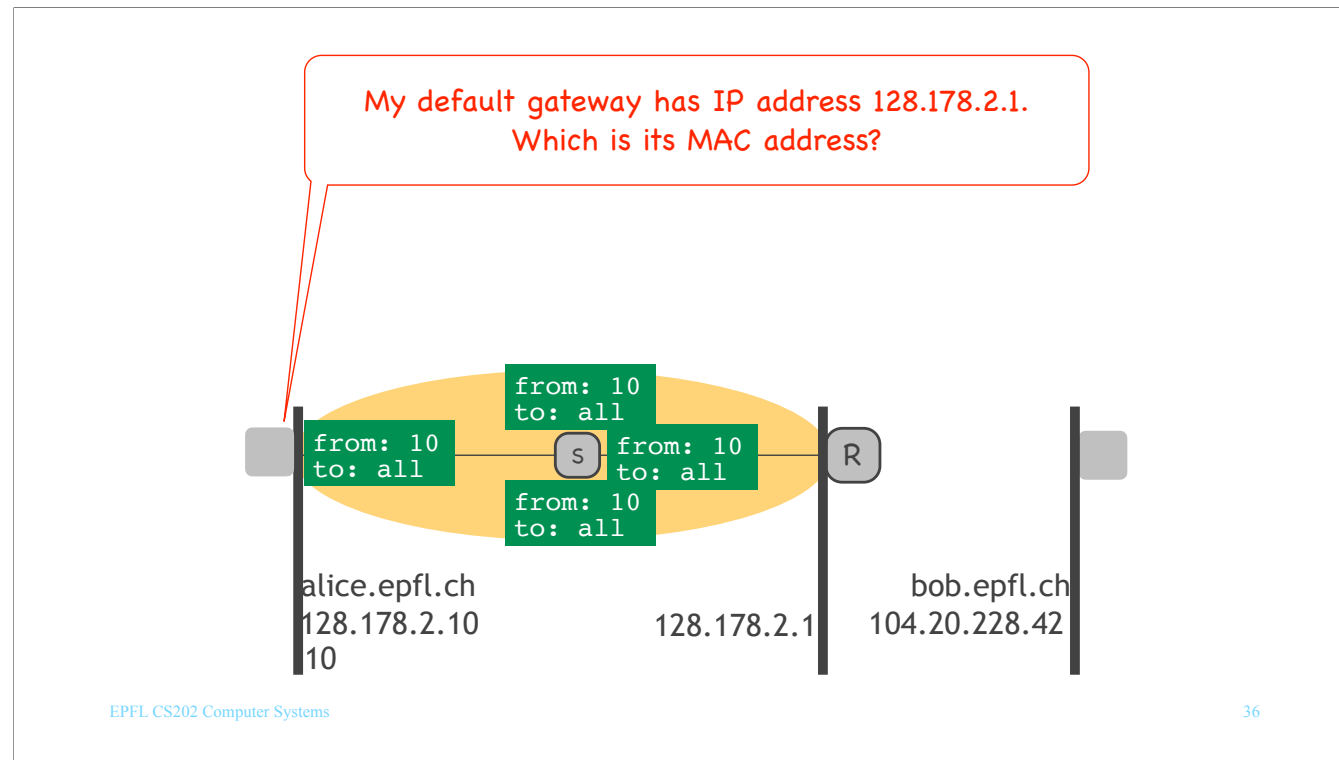 My default gateway has IP address 128.178.2.1.
Which is its MAC address?
from: 10
to: all
from: 10
to: all
s
from: 10
to: all
R
from: 10
to: all
alice.epfl.ch
128.178.2.10
10
128.178.2.1
bob.epfl.ch
104.20.228.42
EPFL CS202 Computer Systems
36